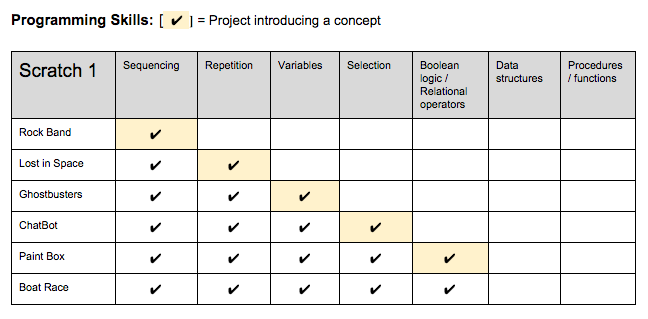 Programming Skills: [ ✔ ] = Project introducing a concept
Scratch 1 Sequencing Repetition Variables Selection Boolean logic / Relational operators Data structures Procedures / functions
Rock Band ✔
Lost in Space ✔ ✔
Ghostbusters ✔ ✔ ✔
ChatBot ✔ ✔ ✔ ✔
Paint Box ✔ ✔ ✔ ✔ ✔
Boat Race ✔ ✔ ✔ ✔ ✔